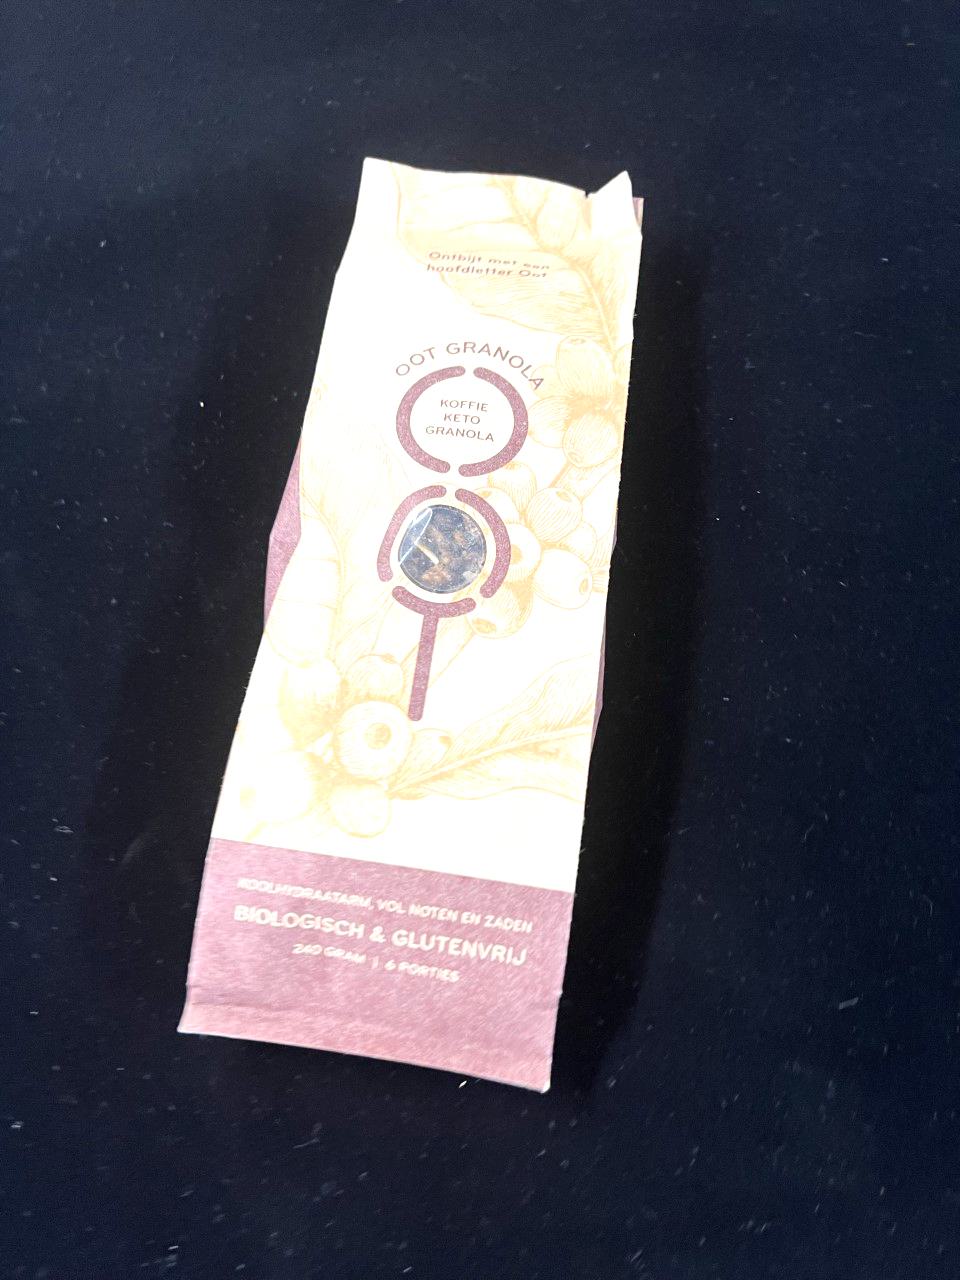 Ontbijt met een
hoofdletter Oot
OOT GRANOLA
KOFFIE
KETO
GRANOLA
KOOLHYDRAATARM, VOL NOTEN EN ZADEN
BIOLOGISCH & GLUTENVRIJ
240 GRAM | 6 PORTIES